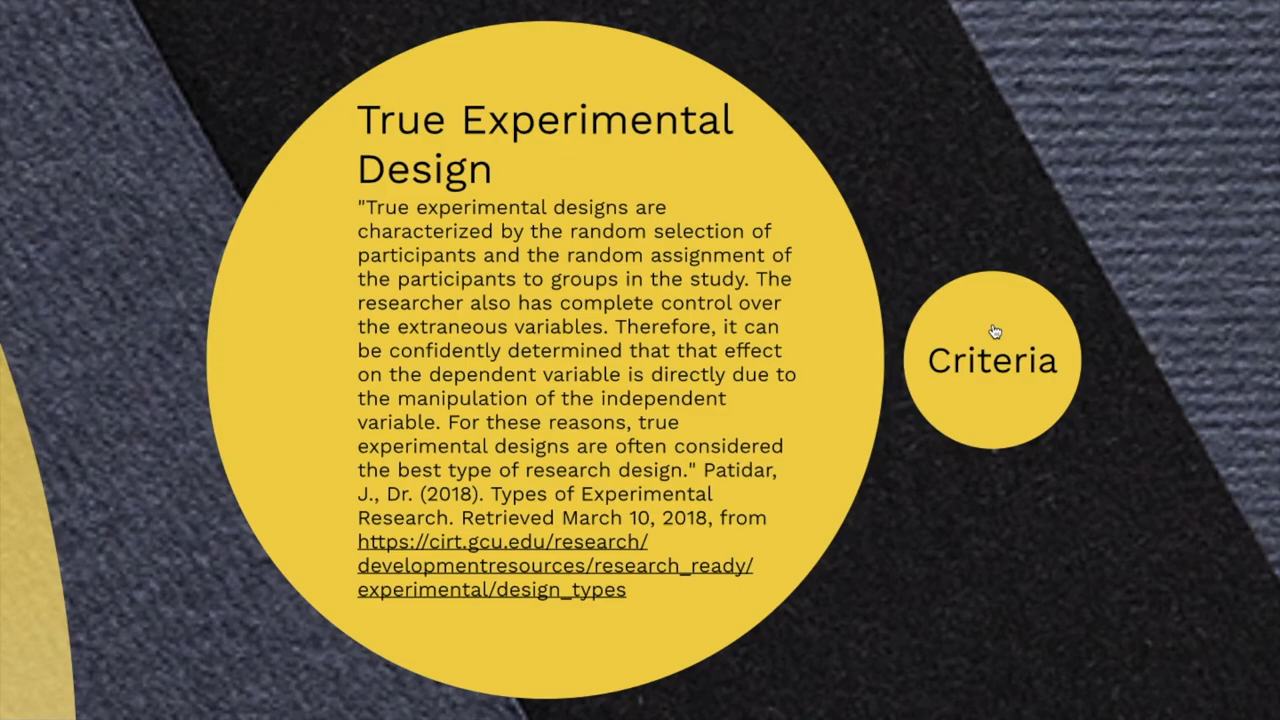 True Experimental
Design
"True experimental designs are
characterized by the random selection of
participants and the random assignment of
the participants to groups in the study. The
researcher also has complete control over
the extraneous variables. Therefore, it can
be confidently determined that that effect
on the dependent variable is directly due to
the manipulation of the independent
variable. For these reasons, true
experimental designs are often considered
the best type of research design." Patidar,
J., Dr. (2018). Types of Experimental
Research. Retrieved March 10, 2018, from
https://cirt.gcu.edu/research/
developmentresources/research_ready/
experimental/design_types
Criteria